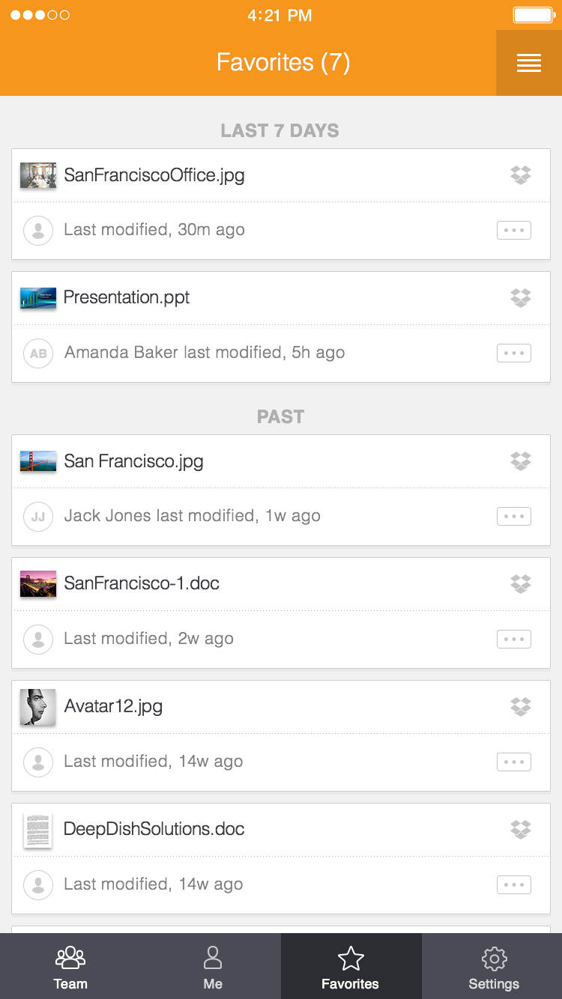 4:21 PM
Favorites (7)
LAST 7 DAYS
SanFranciscoOffice.jpg
Last modified, 30m ago
Presentation.ppt
AB
Amanda Baker last modified, 5h ago
PAST
San Francisco.jpg
JJ
Jack Jones last modified, 1w ago
SanFrancisco-1.doc
Last modified, 2w ago
Avatar12.jpg
Last modified, 14w ago
DeepDishSolutions.doc
Last modified, 14w ago
Team
Me
Favorites
Settings